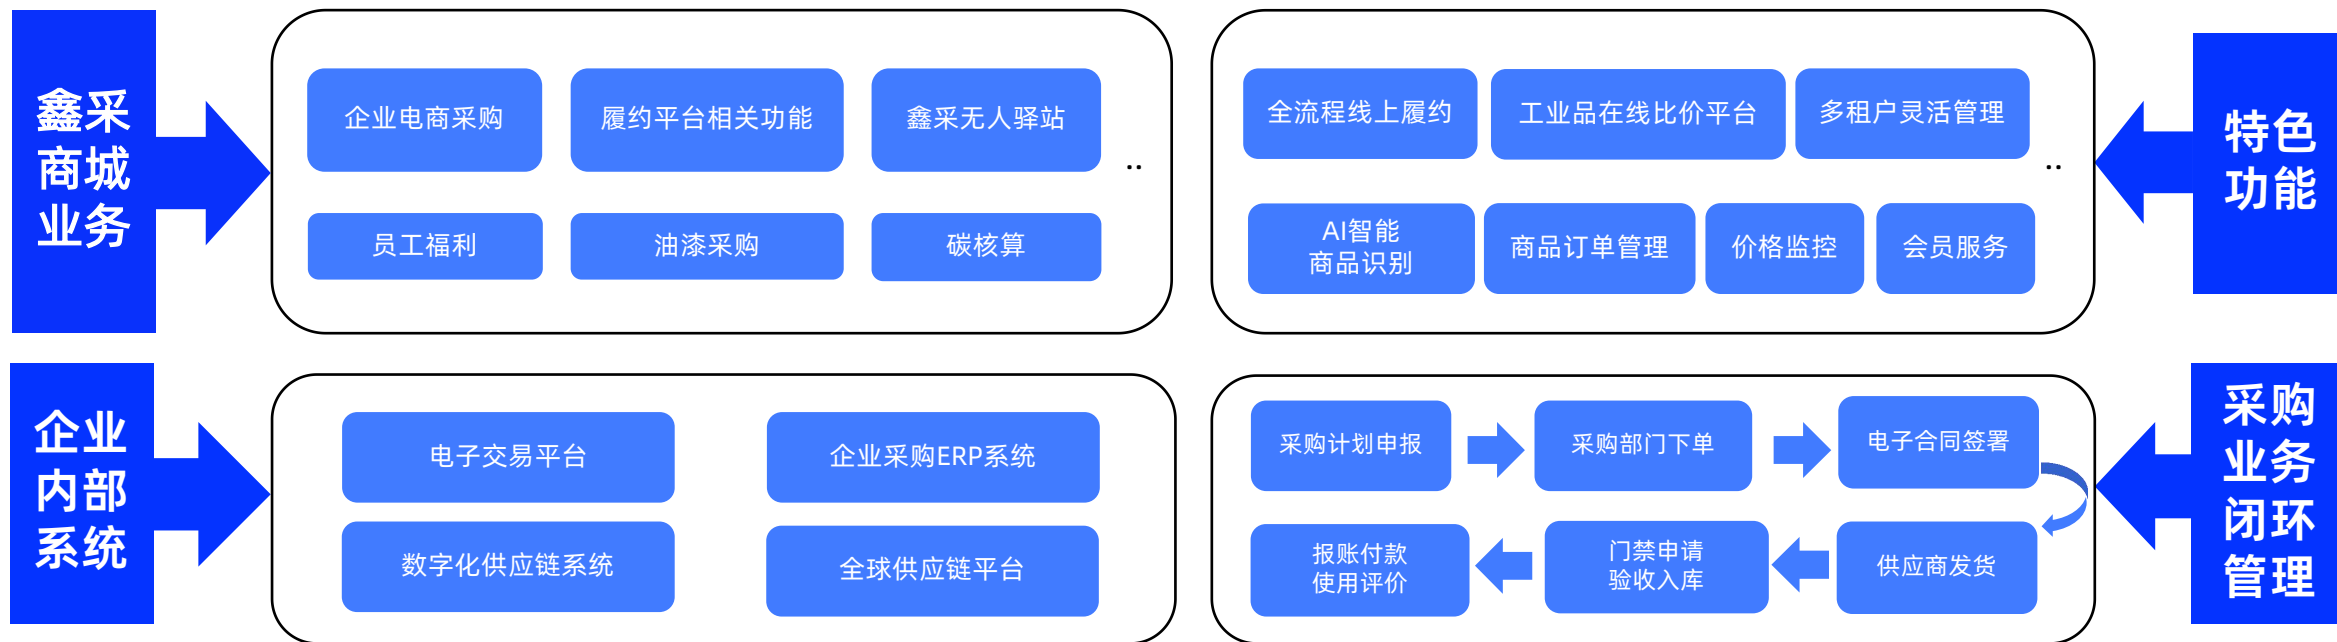 鑫采
商城
业务
企业电商采购
履约平台相关功能
鑫采无人驿站
..
员工福利
油漆采购
碳核算
全流程线上履约
工业品在线比价平台
多租户灵活管理
..
AI智能
商品识别
商品订单管理
价格监控
会员服务
特色
功能
企业
内部
系统
电子交易平台
企业采购ERP系统
数字化供应链系统
全球供应链平台
采购计划申报
采购部门下单
电子合同签署
供应商发货
门禁申请
验收入库
报账付款
使用评价
采购
业务
闭环
管理